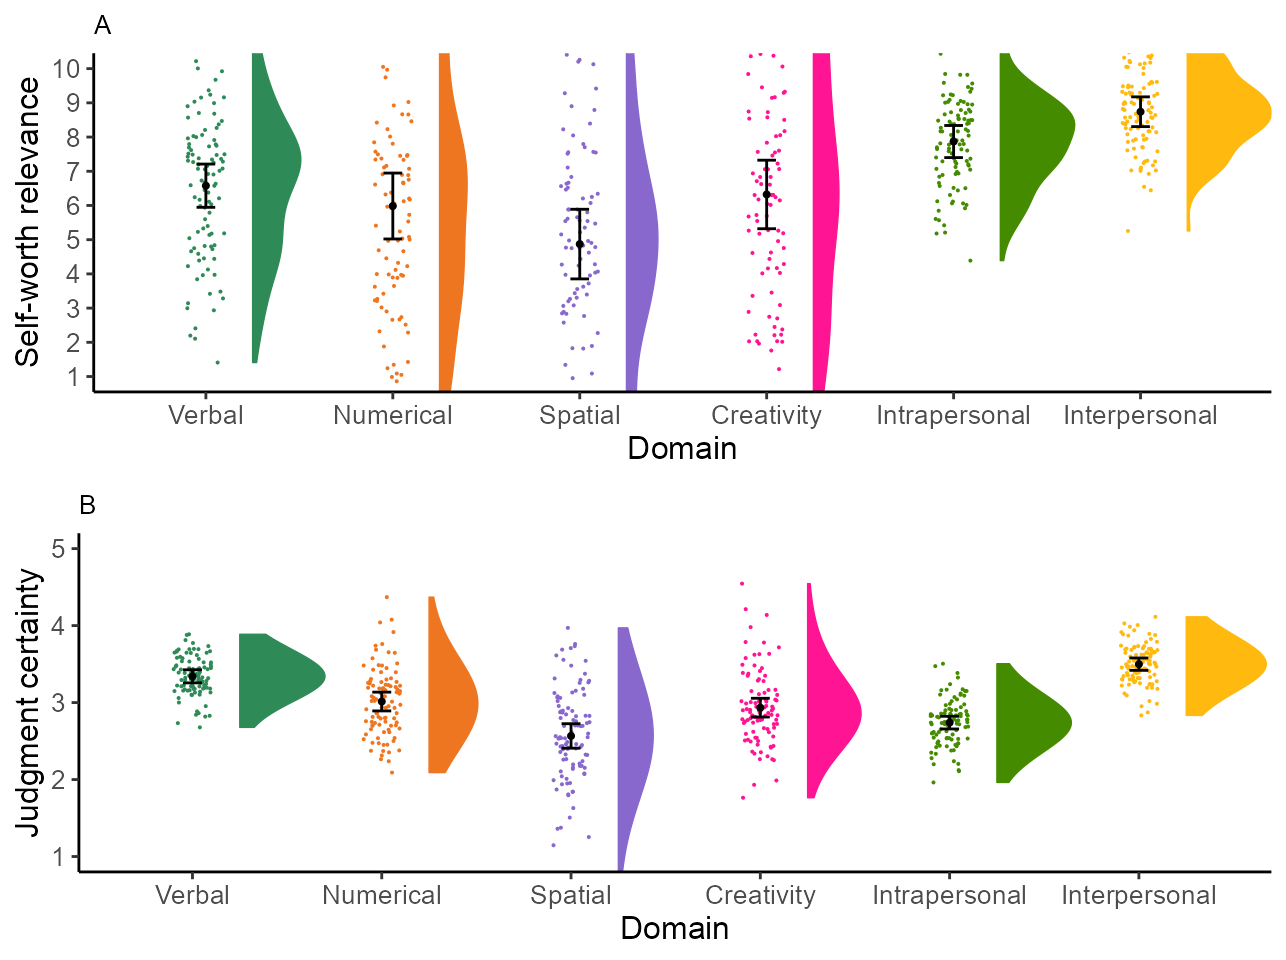 A
Self-worth relevance
10
9
8
7
6
5
4
3
2
1
Verbal Numerical Spatial Creativity Intrapersonal Interpersonal
Domain
B
Judgment certainty
5
4
3
2
1
Verbal Numerical Spatial Creativity Intrapersonal Interpersonal
Domain